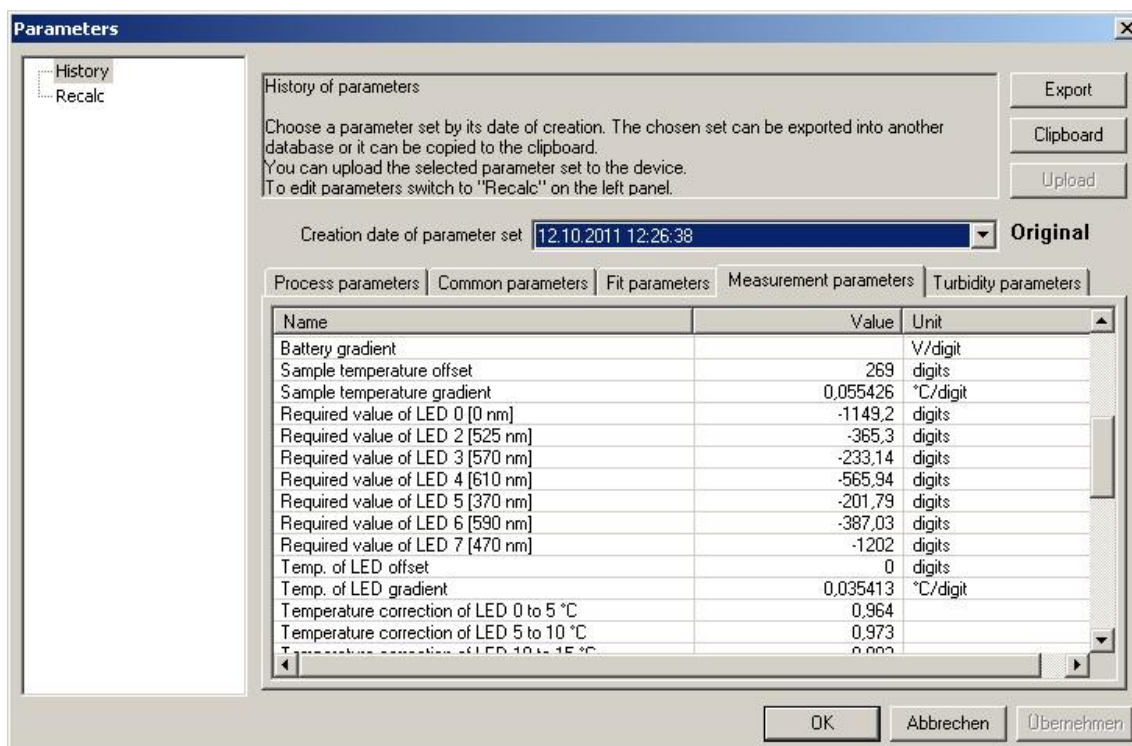 Parameters
History
Recalc
History of parameters
Choose a parameter set by its date of creation. The chosen set can be exported into another
database or it can be copied to the clipboard.
You can upload the selected parameter set to the device.
To edit parameters switch to "Recalc" on the left panel.
Export
Clipboard
Upload
Creation date of parameter set 12.10.2011 12:26:38 Original
Process parameters Common parameters Fit parameters Measurement parameters Turbidity parameters
Name Value Unit
Battery gradient V/digit
Sample temperature offset 269 digits
Sample temperature gradient 0,055426 °C/digit
Required value of LED 0 [0 nm] -1149,2 digits
Required value of LED 2 [525 nm] -365,3 digits
Required value of LED 3 [570 nm] -233,14 digits
Required value of LED 4 [610 nm] -565,94 digits
Required value of LED 5 [370 nm] -201,79 digits
Required value of LED 6 [590 nm] -387,03 digits
Required value of LED 7 [470 nm] -1202 digits
Temp. of LED offset 0 digits
Temp. of LED gradient 0,035413 °C/digit
Temperature correction of LED 0 to 5 °C 0,964
Temperature correction of LED 5 to 10 °C 0,973
Temperature correction of LED 10 to 15 °C
OK Abbrechen Übernehmen